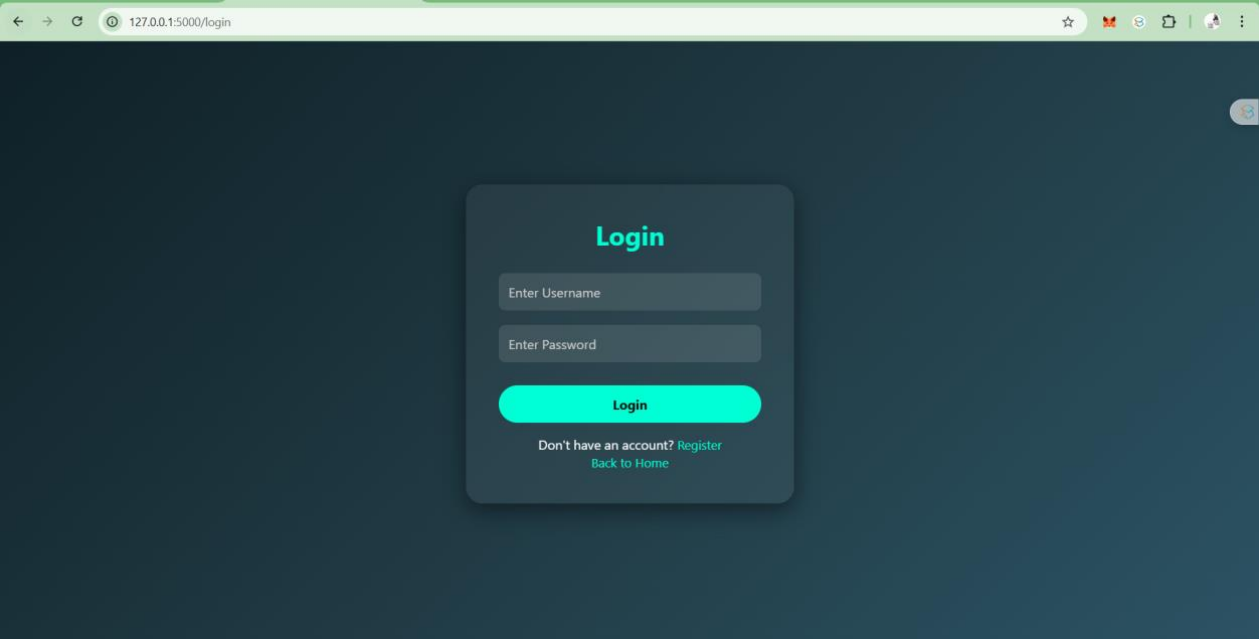 127.0.0.1:5000/login
Login
Enter Username
Enter Password
Login
Don't have an account? Register
Back to Home